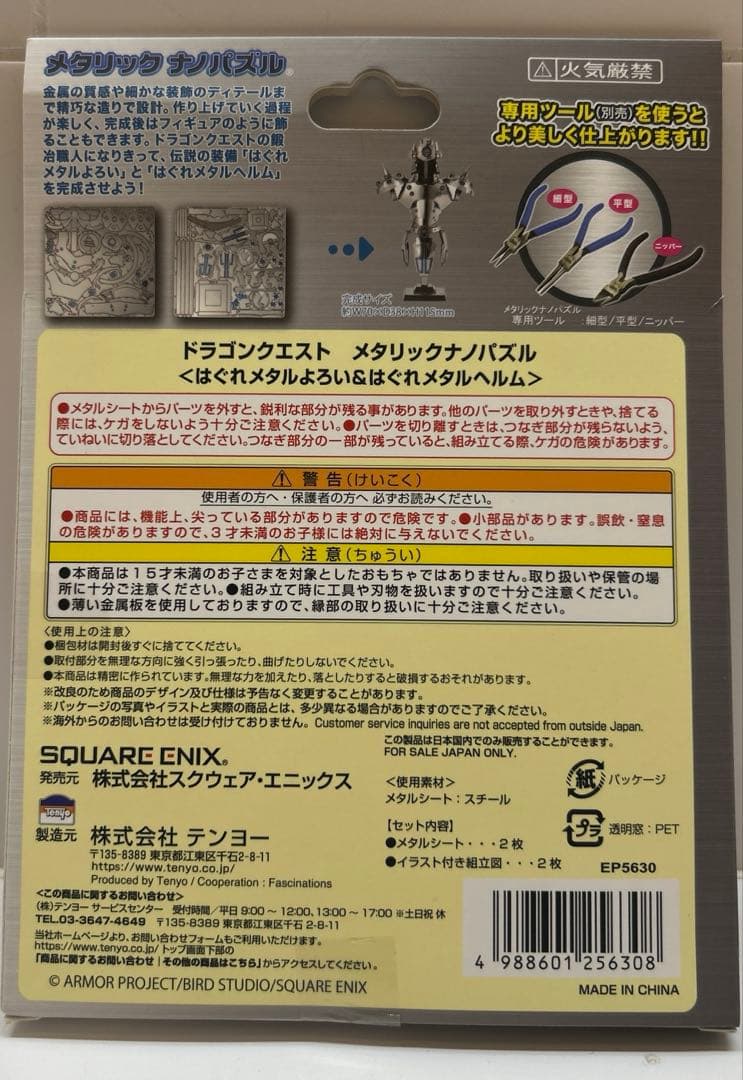 メタリック ナノパズル®
金属の質感や細かな装飾のディテールまで
精巧な造りで設計。作り上げていく過程
が楽しく、完成後はフィギュアのように飾
ることもできます。ドラゴンクエストの鍛
冶職人になりきって、伝説の装備「はぐれ
メタルよろい」と「はぐれメタルヘルム」
を完成させよう!
⚠火気厳禁
専用ツール(別売)を使うと
より美しく仕上がります!!
細型
平型
ニッパー
完成サイズ
約W70×D38×H115mm
メタリックナノパズル
専用ツール :細型/平型/ニッパー
ドラゴンクエスト メタリックナノパズル
<はぐれメタルよろい&はぐれメタルヘルム>
●メタルシートからパーツを外すと、鋭利な部分が残る事があります。他のパーツを取り外すときや、捨てる
際には、ケガをしないよう十分ご注意ください。●パーツを切り離すときは、つなぎ部分が残らないよう、
ていねいに切り落としてください。つなぎ部分の一部が残っていると、組み立てる際、ケガの危険があります。
⚠ 警 告(けいこく)
使用者の方へ・保護者の方へ 必ずお読みください。
●商品には、機能上、尖っている部分がありますので危険です。●小部品があります。誤飲・窒息
の危険がありますので、3才未満のお子様には絶対に与えないでください。
⚠ 注 意(ちゅうい)
●本商品は15才未満のお子さまを対象としたおもちゃではありません。取り扱いや保管の場
所に十分ご注意ください。●組み立て時に工具や刃物を扱いますので十分ご注意ください。
●薄い金属板を使用しておりますので、縁部の取り扱いに十分ご注意ください。
〈使用上の注意〉
●梱包材は開封後すぐに捨ててください。
●取付部分を無理な方向に強く引っ張ったり、曲げたりしないでください。
●本商品は精密に作られています。無理な力を加えたり、落としたりすると破損するおそれがあります。
※改良のため商品のデザイン及び仕様は予告なく変更することがあります。
※パッケージの写真やイラストと実際の商品とは、多少異なる場合がありますのでご了承ください。
※海外からのお問い合わせは受け付けておりません。Customer service inquiries are not accepted from outside Japan.
SQUARE ENIX®
発売元 株式会社スクウェア・エニックス
Tenyo
製造元 株式会社 テンヨー
〒135-8389 東京都江東区千石2-8-11
https://www.tenyo.co.jp/
Produced by Tenyo / Cooperation : Fascinations
<この商品に関するお問い合わせ>
(株)テンヨー サービスセンター 受付時間/平日 9:00 〜 12:00、13:00 〜 17:00 ※土日祝 休
TEL.03-3647-4649 〒135-8389 東京都江東区千石 2-8-11
当社ホームページより、お問い合わせフォームもご利用いただけます。
https://www.tenyo.co.jp/ トップ画面下部の
「商品に関するお問い合わせ|その他の商品はこちら」からアクセスしてください。
© ARMOR PROJECT/BIRD STUDIO/SQUARE ENIX
この製品は日本国内でのみ販売することができます。
FOR SALE JAPAN ONLY.
〈使用素材〉
メタルシート:スチール
【セット内容】
●メタルシート・・・2枚
●イラスト付き組立図・・・2枚
紙 パッケージ
プラ 透明窓:PET
EP5630
4 988601 256308
MADE IN CHINA